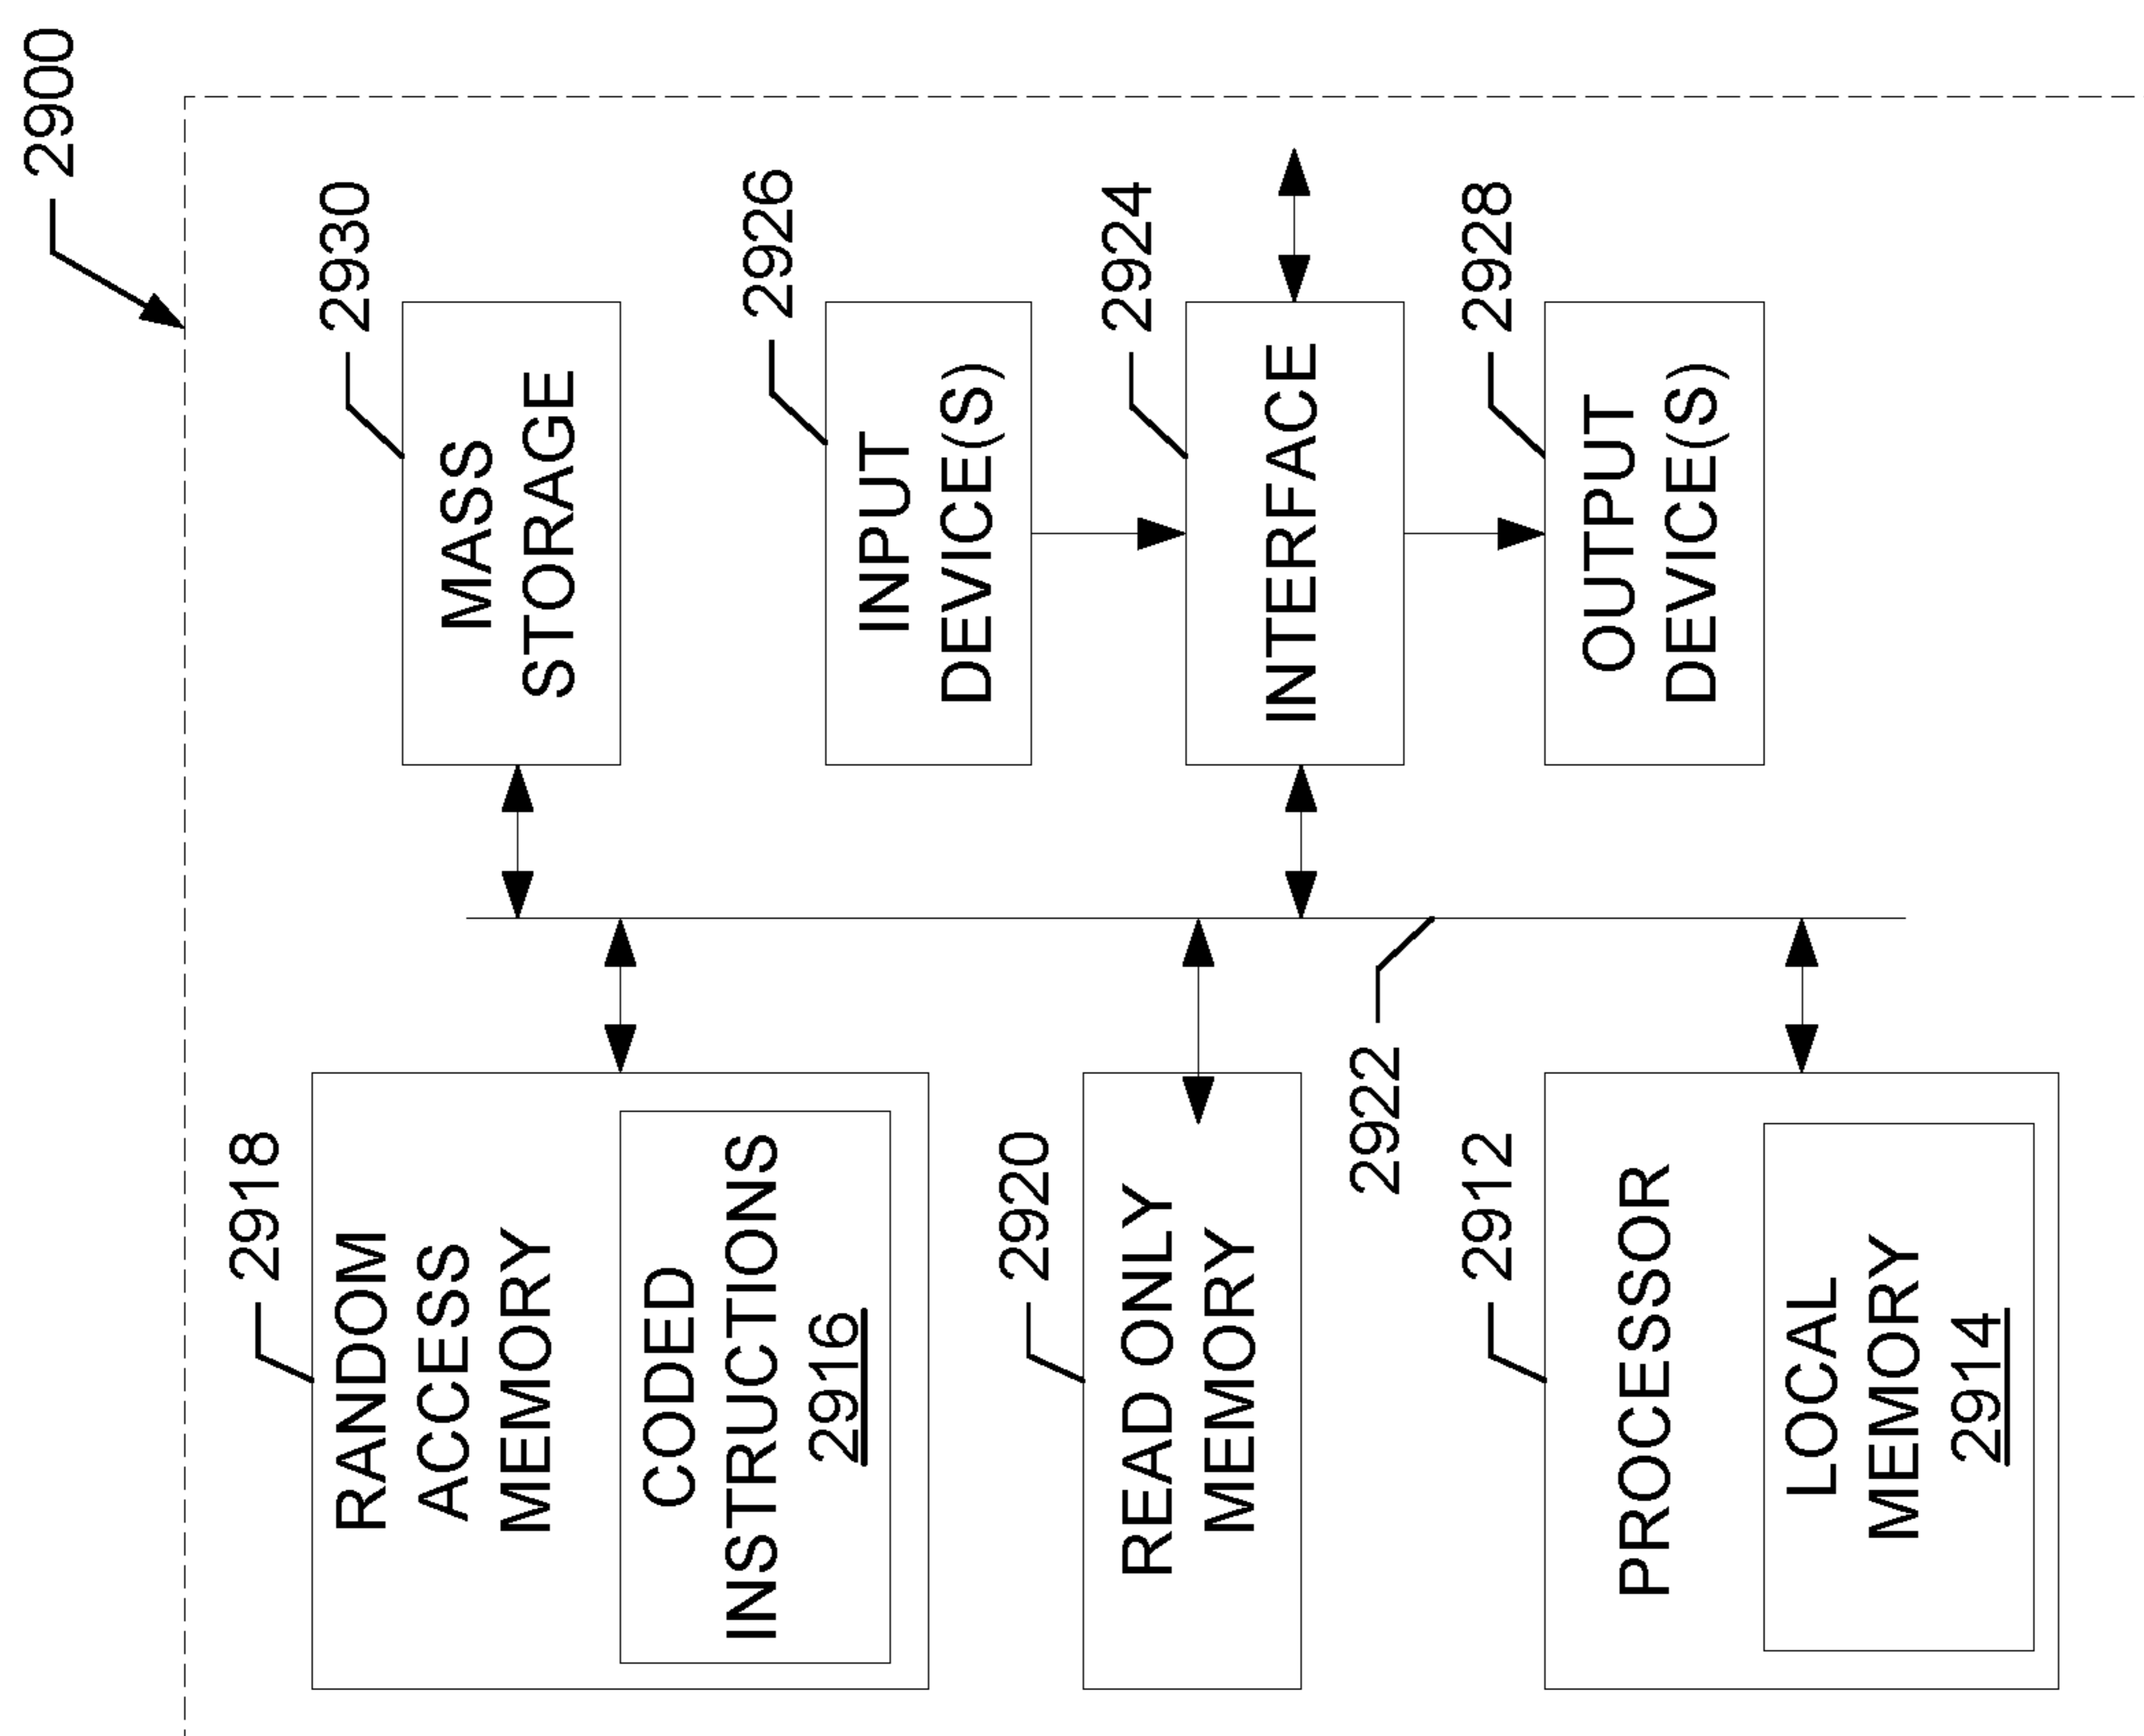 2900
2918
RANDOM
ACCESS
MEMORY
CODED
INSTRUCTIONS
2916
2920
READ ONLY
MEMORY
2922
2912
PROCESSOR
LOCAL
MEMORY
2914
2930
MASS
STORAGE
2926
INPUT
DEVICE(S)
2924
INTERFACE
2928
OUTPUT
DEVICE(S)